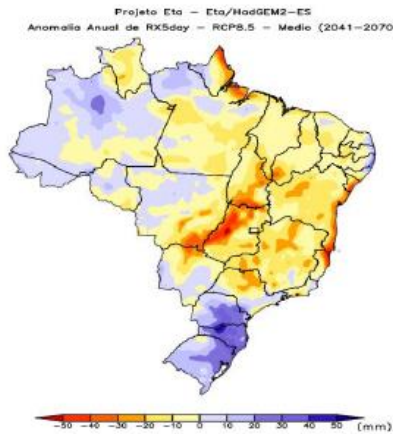 Projeto Eta - Eta/HadGEM2-ES
Anomalia Anual de RX5day - RCP8.5 - Medio (2041-2070
-50 -40 -30 -20 -10 0 10 20 30 40 50 (mm)